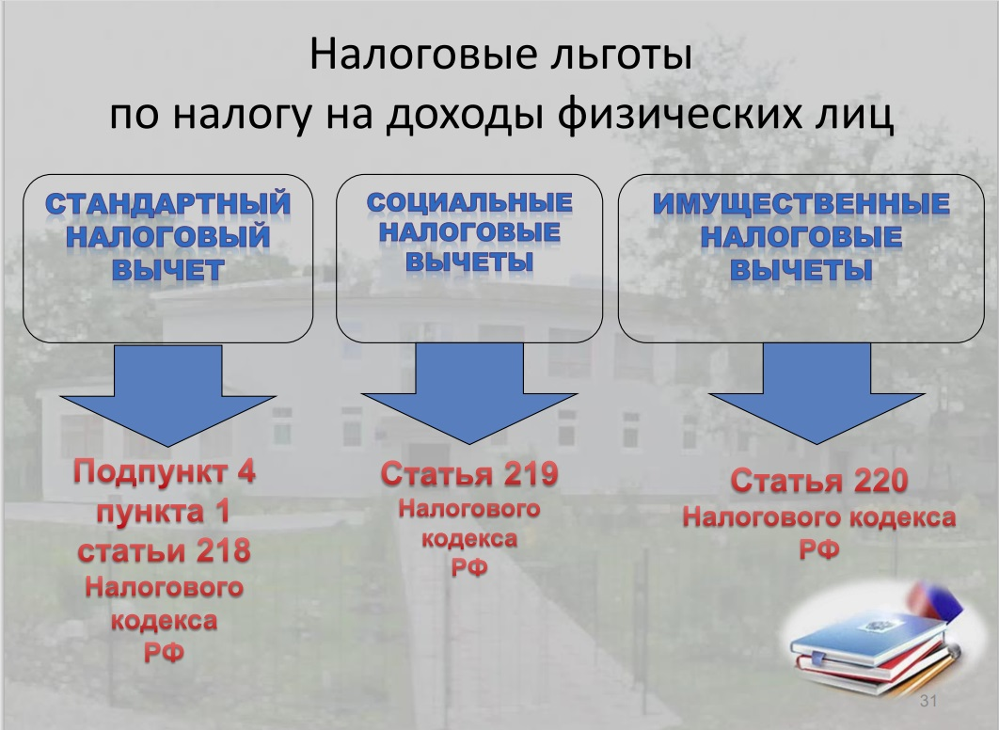 Налоговые льготы
по налогу на доходы физических лиц
СТАНДАРТНЫЙ
НАЛОГОВЫЙ
ВЫЧЕТ
СОЦИАЛЬНЫЕ
НАЛОГОВЫЕ
ВЫЧЕТЫ
ИМУЩЕСТВЕННЫЕ
НАЛОГОВЫЕ
ВЫЧЕТЫ
Подпункт 4
пункта 1
статьи 218
Налогового
кодекса
РФ
Статья 219
Налогового
кодекса
РФ
Статья 220
Налогового кодекса
РФ
31